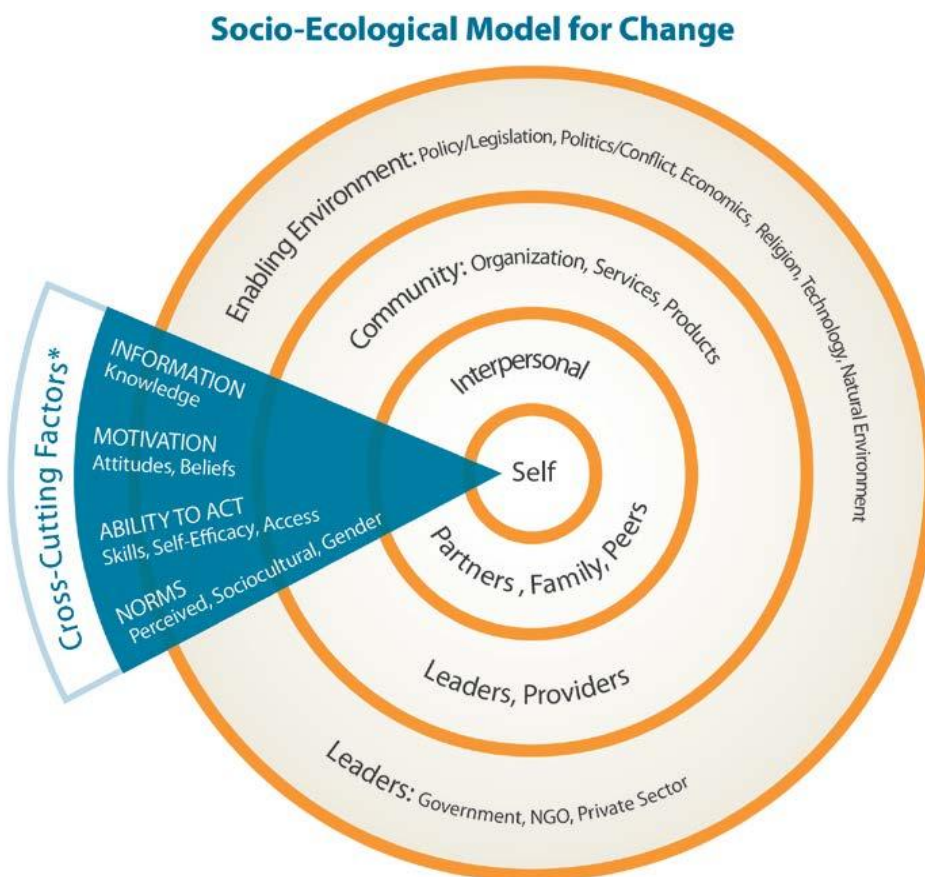 Socio-Ecological Model for Change
Enabling Environment: Policy/Legislation, Politics/Conflict, Economics, Religion, Technology, Natural Environment
Community: Organization, Services, Products
Interpersonal
Self
Partners , Family, Peers
Leaders, Providers
Leaders: Government, NGO, Private Sector
Cross-Cutting Factors*
INFORMATION
Knowledge
MOTIVATION
Attitudes, Beliefs
ABILITY TO ACT
Skills, Self-Efficacy, Access
NORMS
Perceived, Sociocultural, Gender